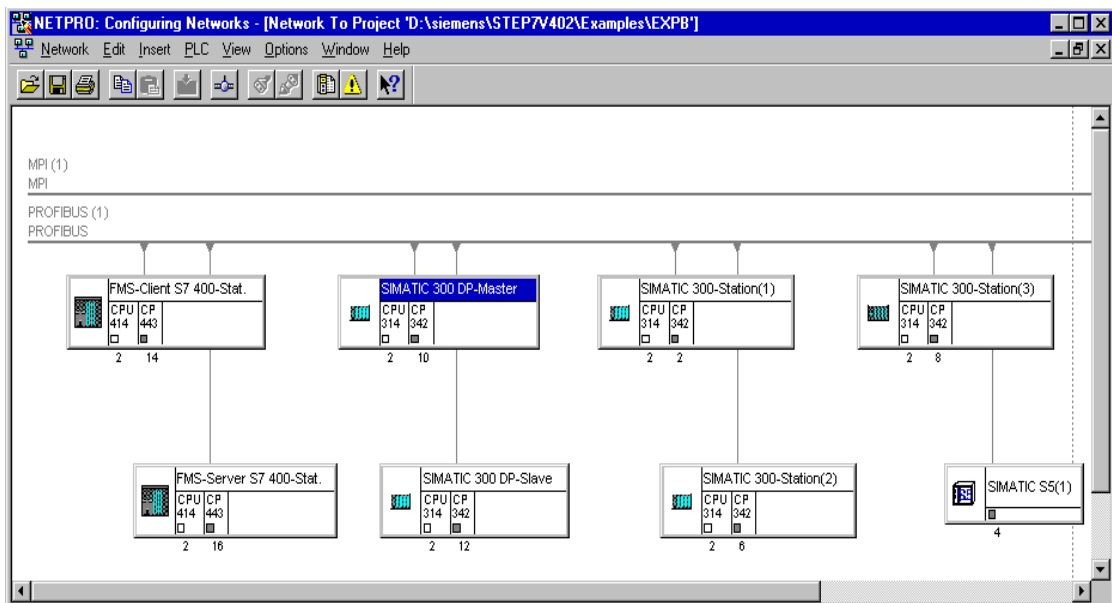 NETPRO: Configuring Networks - [Network To Project 'D:\siemens\STEP7V402\Examples\EXPB']
Network Edit Insert PLC View Options Window Help
MPI (1)
MPI
PROFIBUS (1)
PROFIBUS
FMS-Client S7 400-Stat.
CPU CP
414 443
2 14
SIMATIC 300 DP-Master
CPU CP
314 342
2 10
SIMATIC 300-Station(1)
CPU CP
314 342
2 2
SIMATIC 300-Station(3)
CPU CP
314 342
2 8
FMS-Server S7 400-Stat.
CPU CP
414 443
2 16
SIMATIC 300 DP-Slave
CPU CP
314 342
2 12
SIMATIC 300-Station(2)
CPU CP
314 342
2 6
SIMATIC S5(1)
4